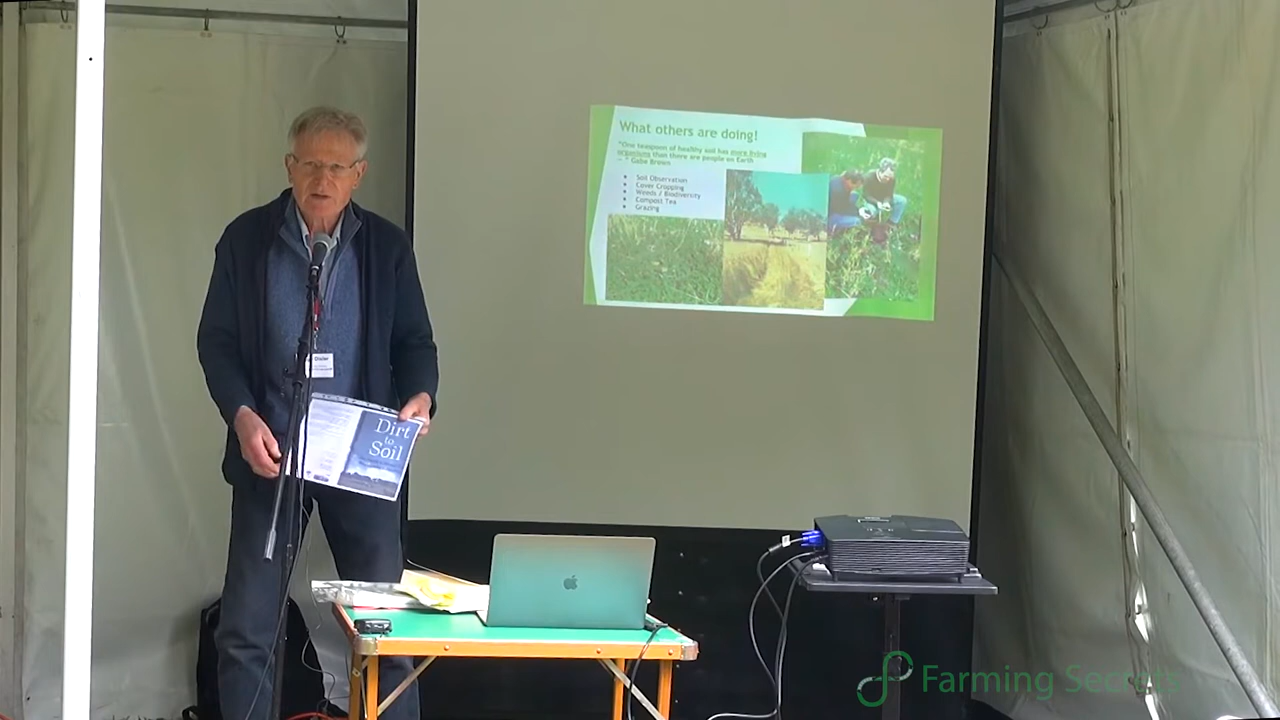 What others are doing!
"One teaspoon of healthy soil has more living
organisms than there are people on Earth
~ " Gabe Brown
Soil Observation
Cover Cropping
Weeds / Biodiversity
Compost Tea
Grazing
Dirt
to
Soil
Farming Secrets